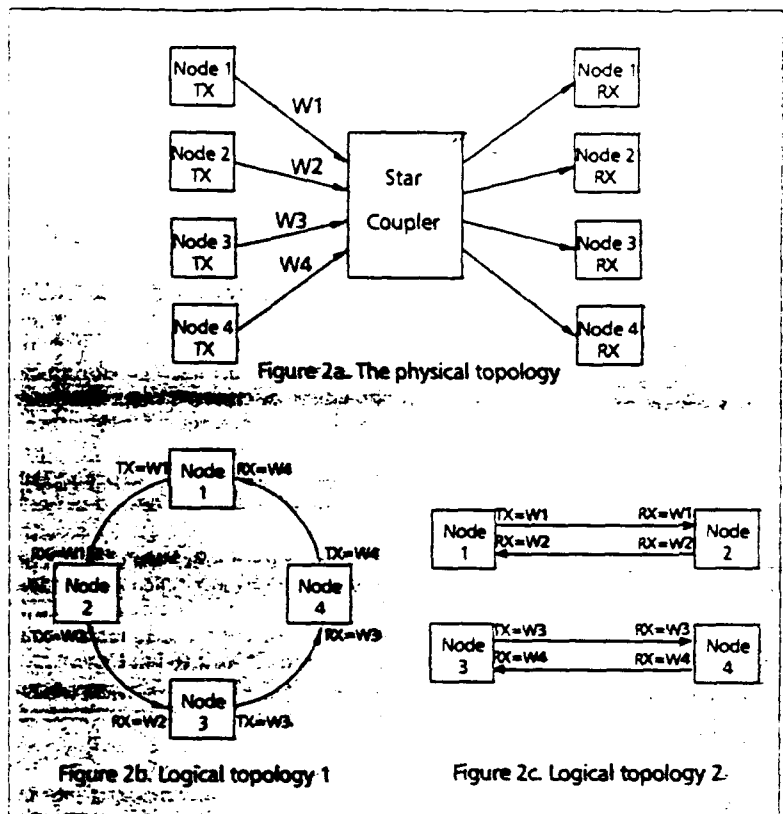 Node 1
TX
Node 2
TX
Node 3
TX
Node 4
TX
W1
W2
W3
W4
Star
Coupler
Node 1
RX
Node 2
RX
Node 3
RX
Node 4
RX
Figure 2a. The physical topology
TX=W1
Node
1
RX=W4
RX=W1
Node
2
TX=W2
TX=W4
Node
4
RX=W3
RX=W2
Node
3
TX=W3
Figure 2b. Logical topology 1
Node
1
TX=W1
RX=W2
RX=W1
RX=W2
Node
2
Node
3
TX=W3
RX=W4
RX=W3
RX=W4
Node
4
Figure 2c. Logical topology 2